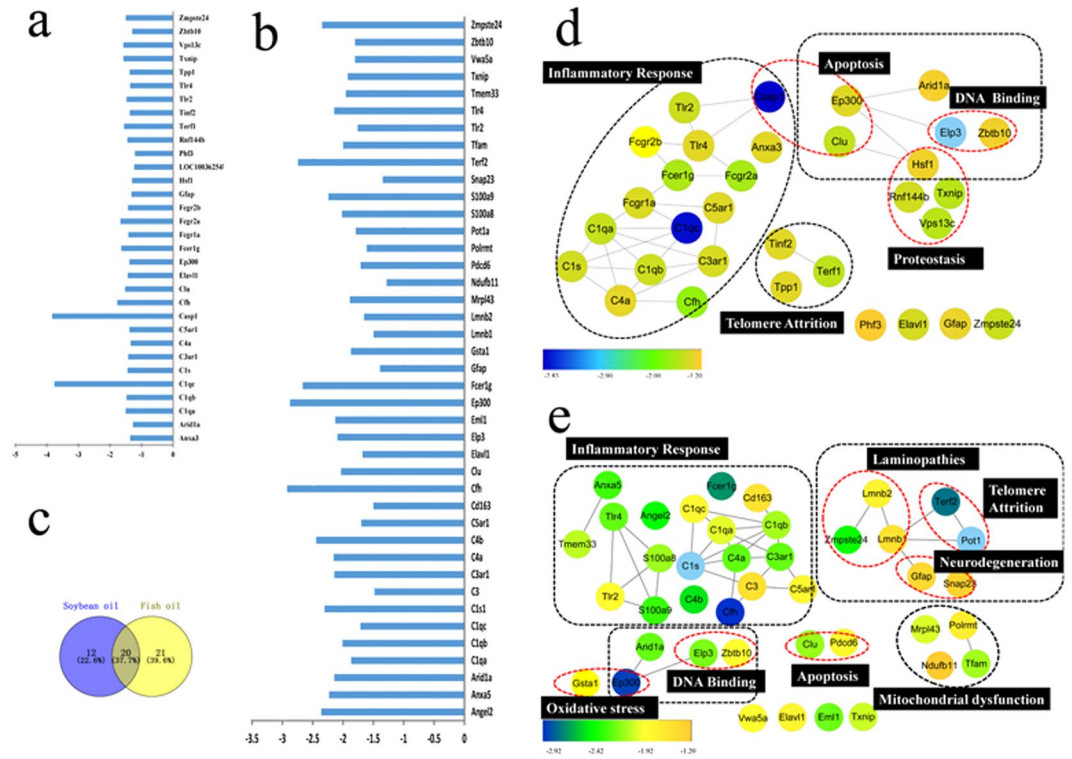 a
Zmpste24
Zbtb10
Vps13c
Txnip
Tpp1
Tlr4
Tlr2
Tinf2
Terf1
Rnf144b
Phf3
LOC100362543
Hsf1
Gfap
Fcgr2b
Fcgr2a
Fcgr1a
Fcer1g
Ep300
Elavl1
Clu
Cfh
Casp1
C5ar1
C4a
C3ar1
C1s
C1qc
C1qb
C1qa
Arid1a
Anxa3
-5 -4 -3 -2 -1 0
b
Zmpste24
Zbtb10
Vwa5a
Txnip
Tmem33
Tlr4
Tlr2
Tfam
Terf2
Snap23
S100a9
S100a8
Pot1a
Polrmt
Pdcd6
Ndufb11
Mrpl43
Lmnb2
Lmnb1
Gsta1
Gfap
Fcer1g
Ep300
Eml1
Elp3
Elavl1
Clu
Cfh
Cd163
C5ar1
C4b
C4a
C3ar1
C3
C1s1
C1qc
C1qb
C1qa
Arid1a
Anxa5
Angel2
-3.5 -3 -2.5 -2 -1.5 -1 -0.5 0
c
Soybean oil Fish oil
12 20 21
(22.6%) (37.7%) (39.6%)
d
Inflammatory Response
Apoptosis
DNA Binding
Arid1a
Ep300
Tlr2
Elp3
Zbtb10
Fcgr2b
Tlr4
Anxa3
Clu
Hsf1
Fcer1g
Fcgr2a
Rnf144b
Txnip
Fcgr1a
C5ar1
Vps13c
C1qa
C1qc
Tinf2
Proteostasis
C1s
C1qb
C3ar1
Terf1
Tpp1
C4a
Cfh
Telomere Attrition
Phf3
Elavl1
Gfap
Zmpste24
-2.83 -2.90 -2.60 -1.20
e
Inflammatory Response
Laminopathies
Telomere
Attrition
Anxa5
Fcer1g
Cd163
Lmnb2
Terf2
Tlr4
Angel2
C1qc
C1qa
C1qb
Tmem33
Zmpste24
Lmnb1
Pot1
S100a8
C1s
C4a
C3ar1
Neurodegeneration
Tlr2
C4b
C3
C5ar1
Gfap
Snap23
S100a9
Cfh
Arid1a
Elp3
Zbtb10
Clu
Pdcd6
Mrpl43
Polrmt
Gsta1
Ep300
DNA Binding
Apoptosis
Ndufb11
Tfam
Oxidative stress
Mitochondrial dysfunction
Vwa5a
Elavl1
Eml1
Txnip
-2.92 -2.42 -1.92 -1.20